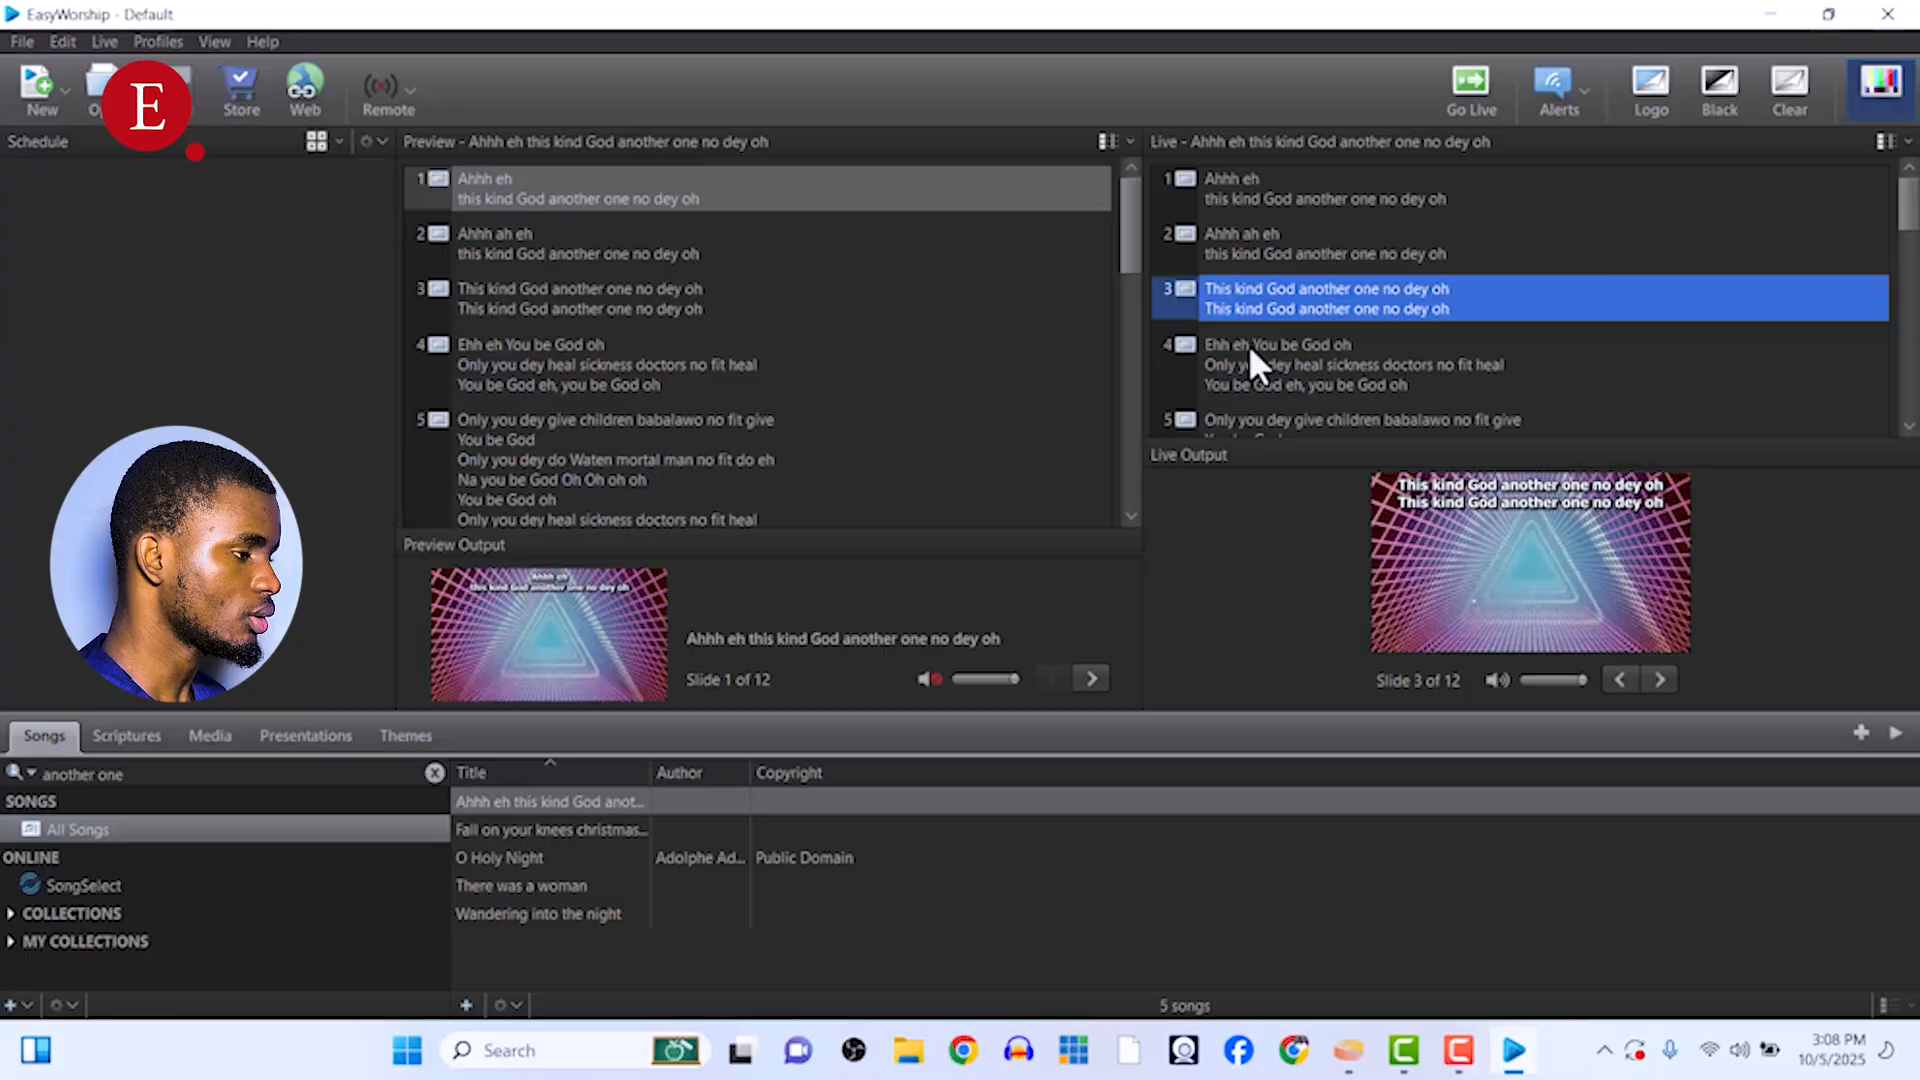 EasyWorship - Default
File Edit Live Profiles View Help
New
E
Store
Web
Remote
Go Live
Alerts
Logo
Black
Clear
Schedule
Preview - Ahhh eh this kind God another one no dey oh
Live - Ahhh eh this kind God another one no dey oh
1 Ahhh eh
this kind God another one no dey oh
2 Ahhh ah eh
this kind God another one no dey oh
3 This kind God another one no dey oh
This kind God another one no dey oh
4 Ehh eh You be God oh
Only you dey heal sickness doctors no fit heal
You be God eh, you be God oh
5 Only you dey give children babalawo no fit give
You be God
Only you dey do Waten mortal man no fit do eh
Na you be God Oh Oh oh oh
You be God oh
Only you dey heal sickness doctors no fit heal
1 Ahhh eh
this kind God another one no dey oh
2 Ahhh ah eh
this kind God another one no dey oh
3 This kind God another one no dey oh
This kind God another one no dey oh
4 Ehh eh You be God oh
Only you dey heal sickness doctors no fit heal
You be God eh, you be God oh
5 Only you dey give children babalawo no fit give
Preview Output
Ahhh eh
this kind God another one no dey oh
Ahhh eh this kind God another one no dey oh
Slide 1 of 12
Live Output
This kind God another one no dey oh
This kind God another one no dey oh
Slide 3 of 12
Songs Scriptures Media Presentations Themes
another one
SONGS
All Songs
ONLINE
SongSelect
COLLECTIONS
MY COLLECTIONS
Title Author Copyright
Ahhh eh this kind God anot...
Fall on your knees christmas...
O Holy Night Adolphe Ad... Public Domain
There was a woman
Wandering into the night
5 songs
Search
3:08 PM
10/5/2025